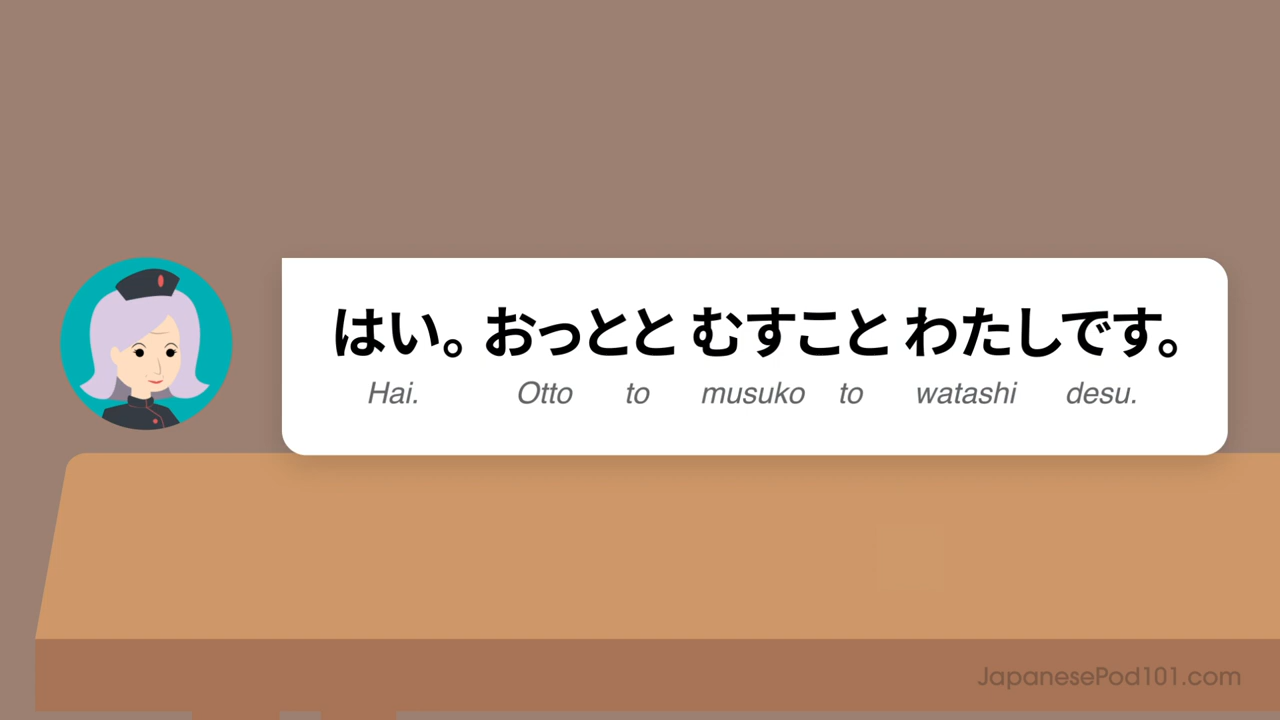 はい。おっとと むすこと わたしです。
Hai. Otto to musuko to watashi desu.
JapanesePod101.com